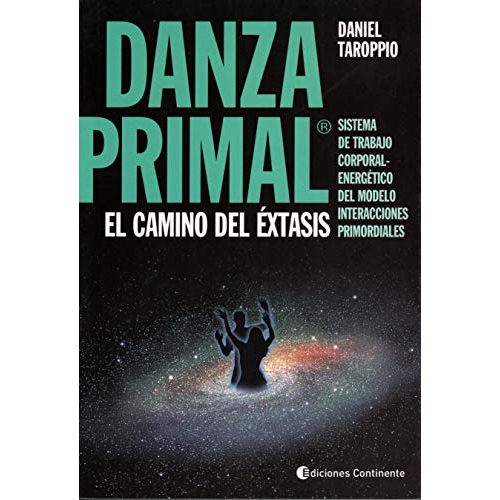 DANIEL
TAROPPIO
DANZA
PRIMAL®
EL CAMINO DEL ÉXTASIS
SISTEMA
DE TRABAJO
CORPORAL-
ENERGÉTICO
DEL MODELO
INTERACCIONES
PRIMORDIALES
Ediciones Continente